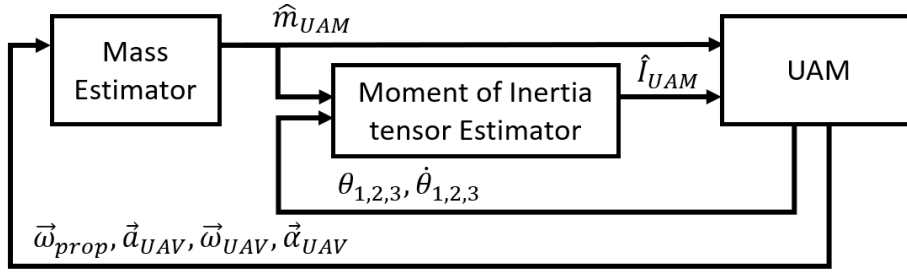 Mass
Estimator
m̂_UAM
Moment of Inertia
tensor Estimator
Î_UAM
UAM
θ_1,2,3, θ̇_1,2,3
ω⃗_prop, a⃗_UAV, ω⃗_UAV, α⃗_UAV